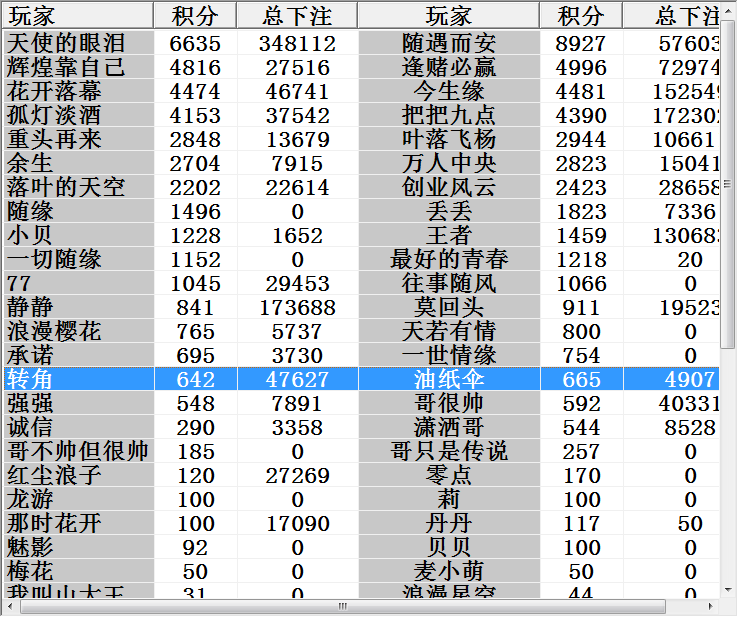 玩家 积分 总下注 玩家 积分 总下注
天使的眼泪 6635 348112 随遇而安 8927 57603
辉煌靠自己 4816 27516 逢赌必赢 4996 72974
花开落幕 4474 46741 今生缘 4481 152549
孤灯淡酒 4153 37542 把把九点 4390 172302
重头再来 2848 13679 叶落飞杨 2944 10661
余生 2704 7915 万人中央 2823 15041
落叶的天空 2202 22614 创业风云 2423 28658
随缘 1496 0 丢丢 1823 7336
小贝 1228 1652 王者 1459 130683
一切随缘 1152 0 最好的青春 1218 20
77 1045 29453 往事随风 1066 0
静静 841 173688 莫回头 911 19523
浪漫樱花 765 5737 天若有情 800 0
承诺 695 3730 一世情缘 754 0
转角 642 47627 油纸伞 665 4907
强强 548 7891 哥很帅 592 40331
诚信 290 3358 潇洒哥 544 8528
哥不帅但很帅 185 0 哥只是传说 257 0
红尘浪子 120 27269 零点 170 0
龙游 100 0 莉 100 0
那时花开 100 17090 丹丹 117 50
魅影 92 0 贝贝 100 0
梅花 50 0 麦小萌 50 0
我叫山大王 31 0 浪漫星空 44 0